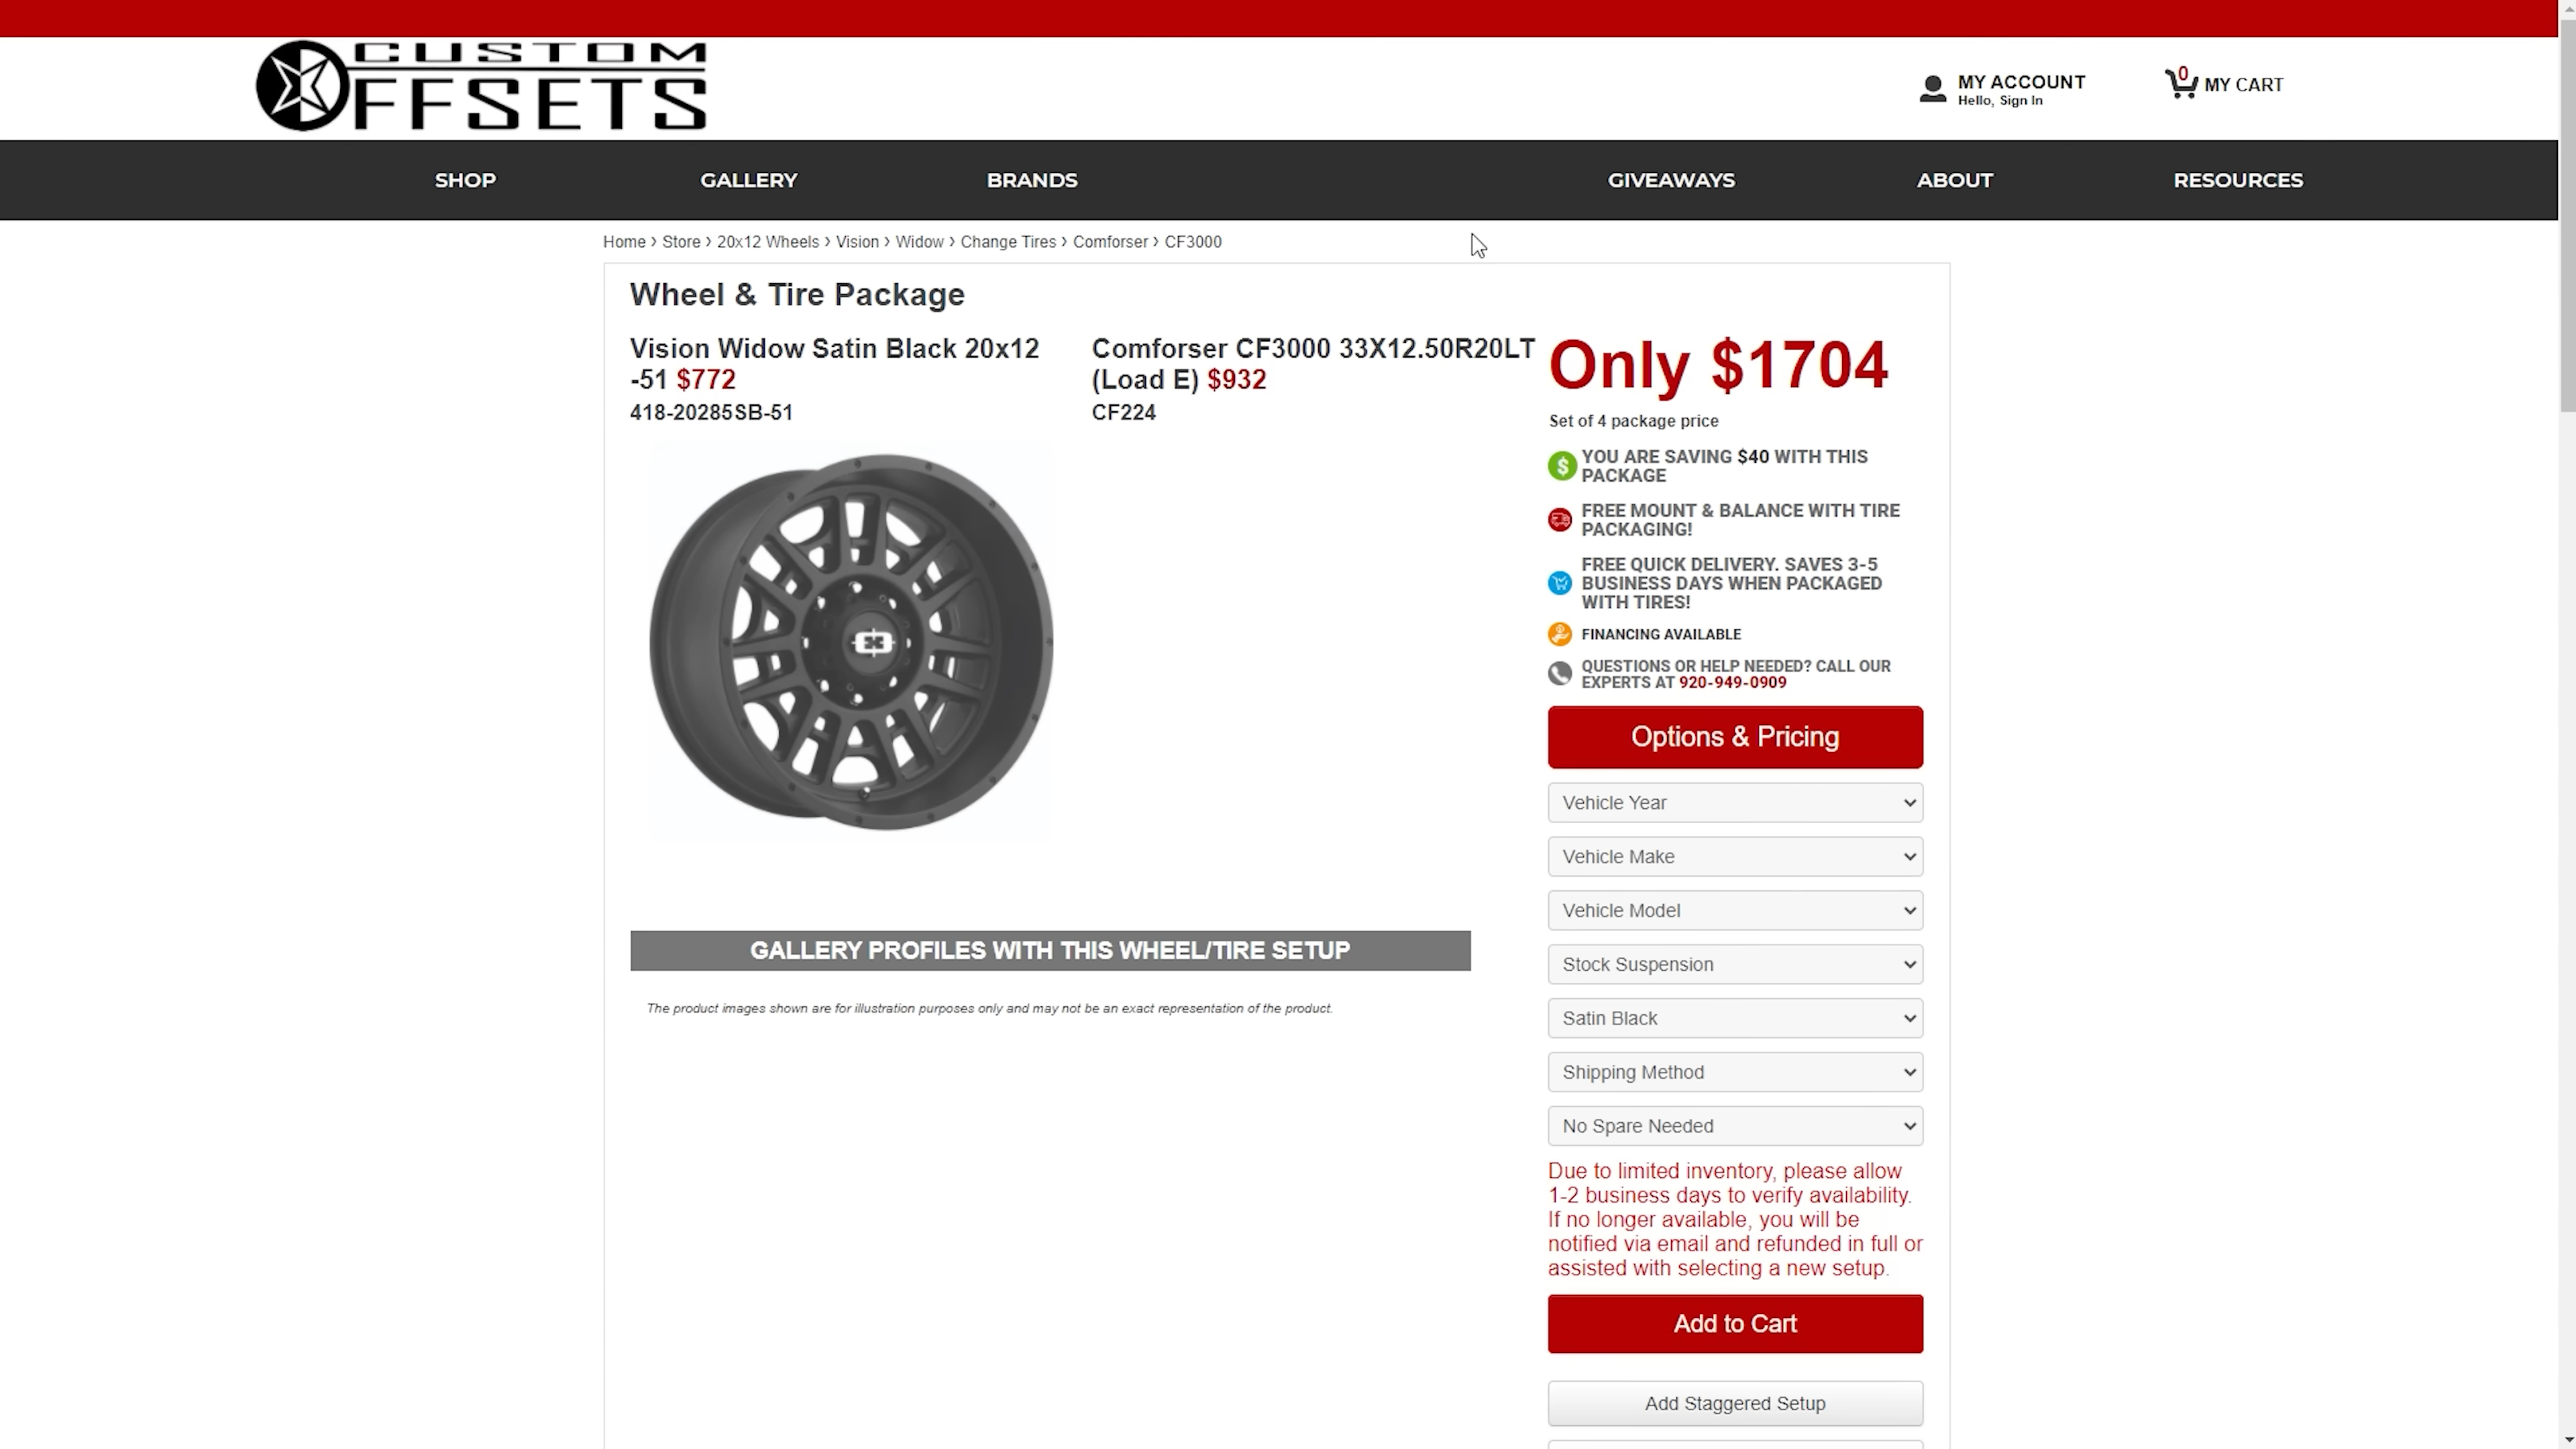 CUSTOM
OFFSETS
MY ACCOUNT
Hello, Sign In
0
MY CART
SHOP
GALLERY
BRANDS
GIVEAWAYS
ABOUT
RESOURCES
Home › Store › 20x12 Wheels › Vision › Widow › Change Tires › Comforser › CF3000
Wheel & Tire Package
Vision Widow Satin Black 20x12
-51 $772
418-20285SB-51
Comforser CF3000 33X12.50R20LT
(Load E) $932
CF224
Only $1704
Set of 4 package price
YOU ARE SAVING $40 WITH THIS
PACKAGE
FREE MOUNT & BALANCE WITH TIRE
PACKAGING!
FREE QUICK DELIVERY. SAVES 3-5
BUSINESS DAYS WHEN PACKAGED
WITH TIRES!
FINANCING AVAILABLE
QUESTIONS OR HELP NEEDED? CALL OUR
EXPERTS AT 920-949-0909
Options & Pricing
Vehicle Year
Vehicle Make
Vehicle Model
Stock Suspension
Satin Black
Shipping Method
No Spare Needed
Due to limited inventory, please allow
1-2 business days to verify availability.
If no longer available, you will be
notified via email and refunded in full or
assisted with selecting a new setup.
Add to Cart
Add Staggered Setup
GALLERY PROFILES WITH THIS WHEEL/TIRE SETUP
The product images shown are for illustration purposes only and may not be an exact representation of the product.